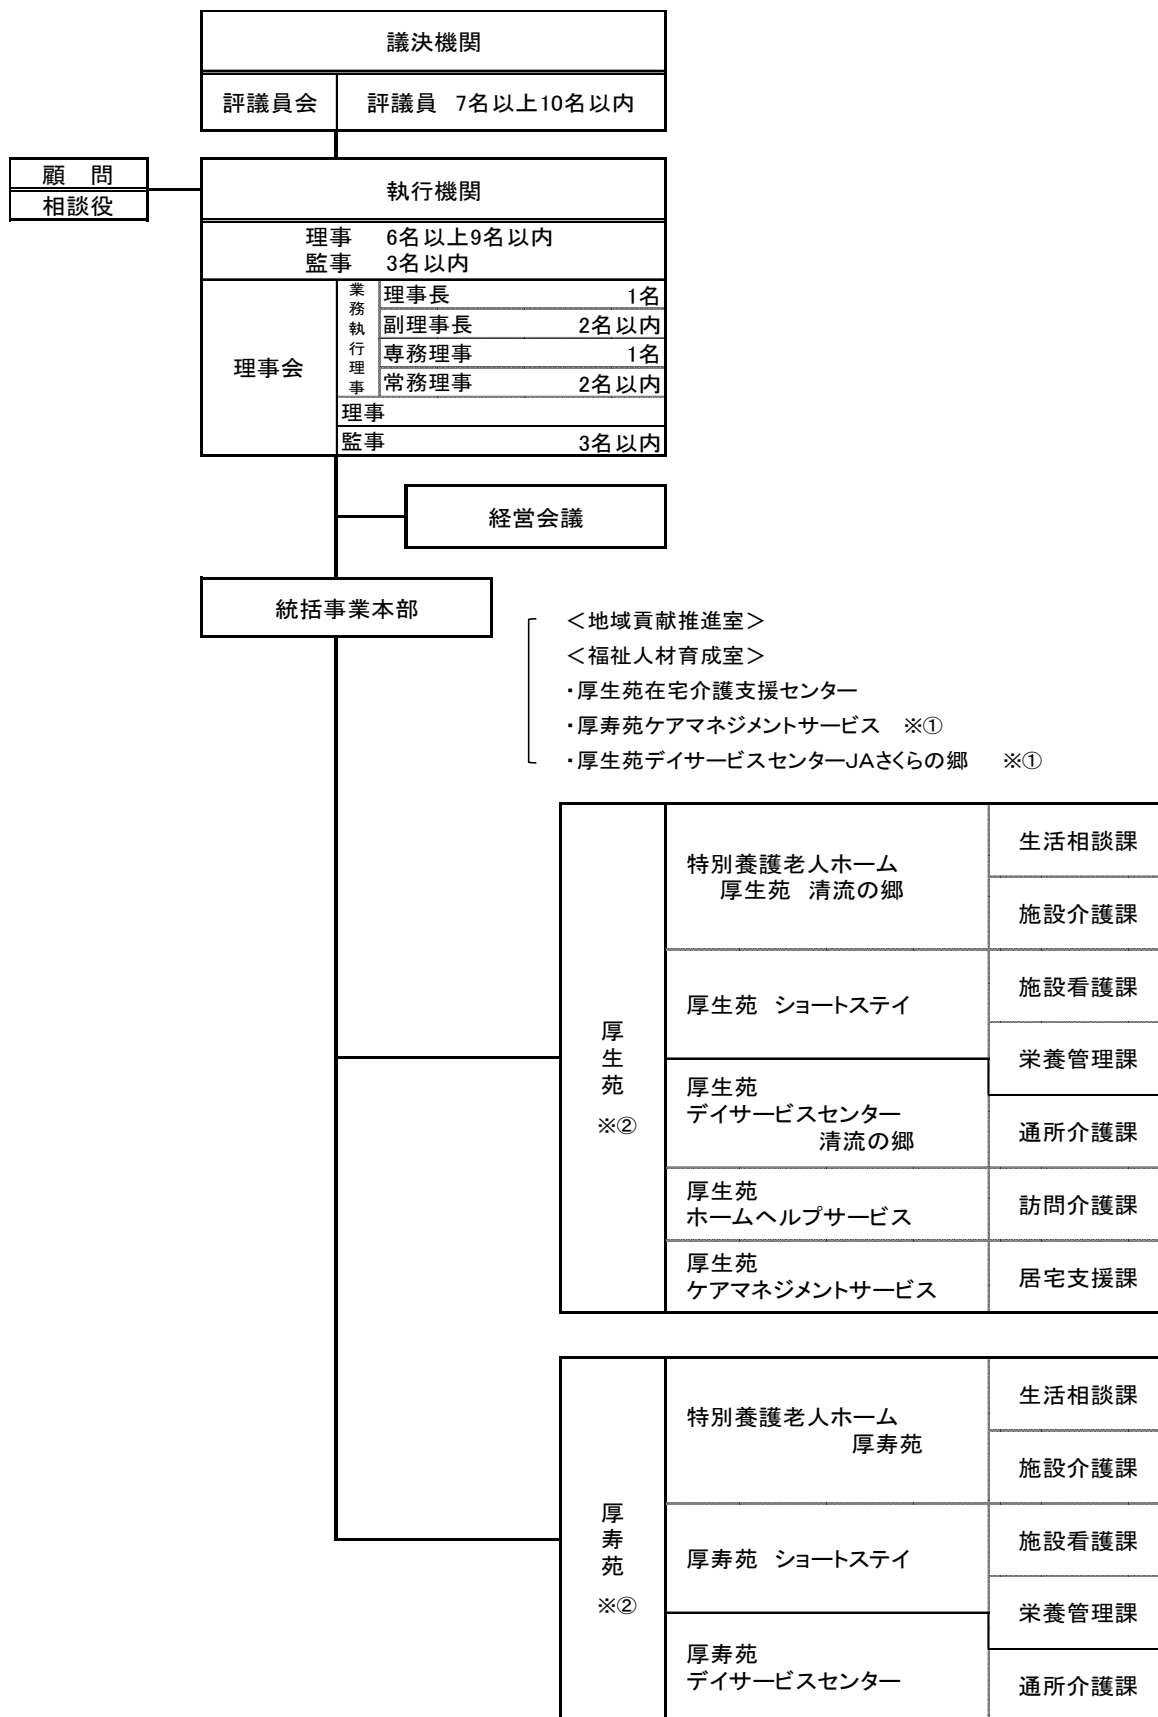 議決機関
評議員会 評議員 7名以上10名以内
顧 問
相談役
執行機関
理事 6名以上9名以内
監事 3名以内
理事会
業務執行理事
理事長 1名
副理事長 2名以内
専務理事 1名
常務理事 2名以内
理事
監事 3名以内
経営会議
統括事業本部
＜地域貢献推進室＞
＜福祉人材育成室＞
・厚生苑在宅介護支援センター
・厚寿苑ケアマネジメントサービス ※①
・厚生苑デイサービスセンターJAさくらの郷 ※①
厚生苑
※②
特別養護老人ホーム
厚生苑 清流の郷
生活相談課
施設介護課
厚生苑 ショートステイ
施設看護課
栄養管理課
厚生苑
デイサービスセンター
清流の郷
通所介護課
厚生苑
ホームヘルプサービス
訪問介護課
厚生苑
ケアマネジメントサービス
居宅支援課
厚寿苑
※②
特別養護老人ホーム
厚寿苑
生活相談課
施設介護課
厚寿苑 ショートステイ
施設看護課
栄養管理課
厚寿苑
デイサービスセンター
通所介護課